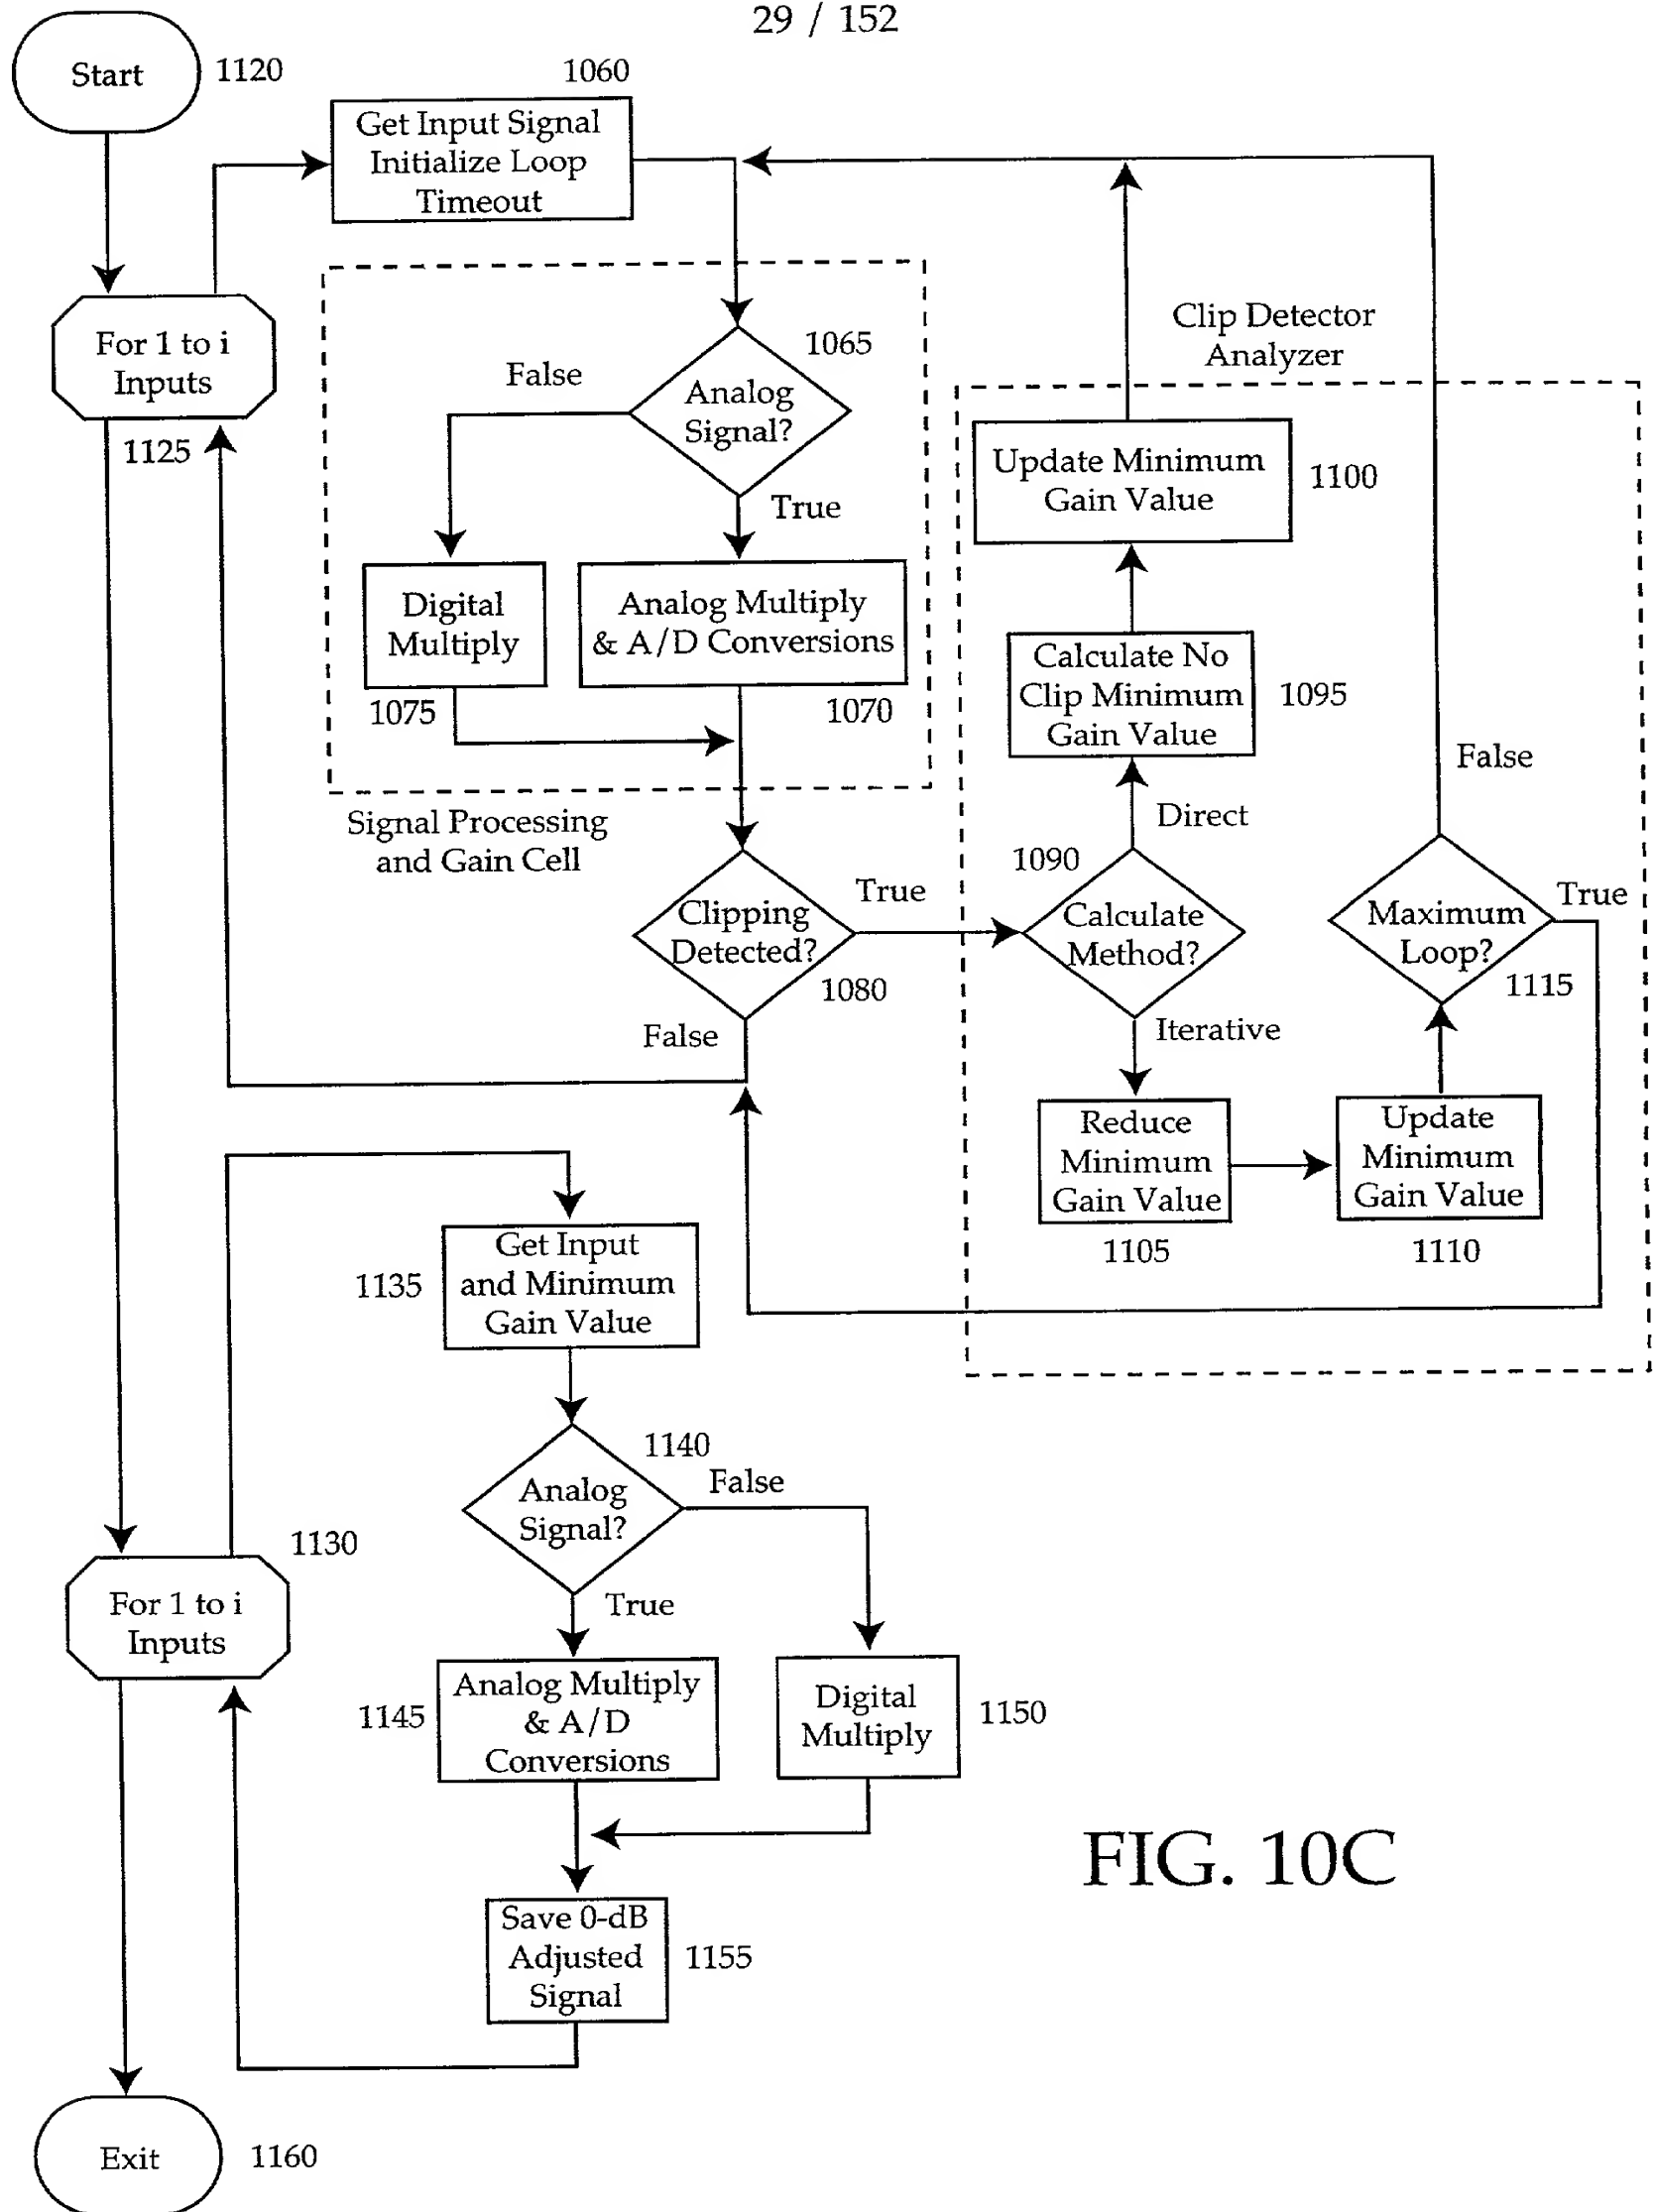 29 / 152
Start
1120
1060
Get Input Signal
Initialize Loop
Timeout
For 1 to i
Inputs
1125
1065
Analog
Signal?
False
True
Digital
Multiply
1075
Analog Multiply
& A/D Conversions
1070
Signal Processing
and Gain Cell
Clipping
Detected?
1080
True
False
Clip Detector
Analyzer
Update Minimum
Gain Value
1100
Calculate No
Clip Minimum
Gain Value
1095
Direct
1090
Calculate
Method?
Iterative
Reduce
Minimum
Gain Value
1105
Update
Minimum
Gain Value
1110
False
Maximum
Loop?
True
1115
1130
For 1 to i
Inputs
Get Input
and Minimum
Gain Value
1135
1140
Analog
Signal?
False
True
Analog Multiply
& A/D
Conversions
1145
Digital
Multiply
1150
Save 0-dB
Adjusted
Signal
1155
Exit
1160
FIG. 10C